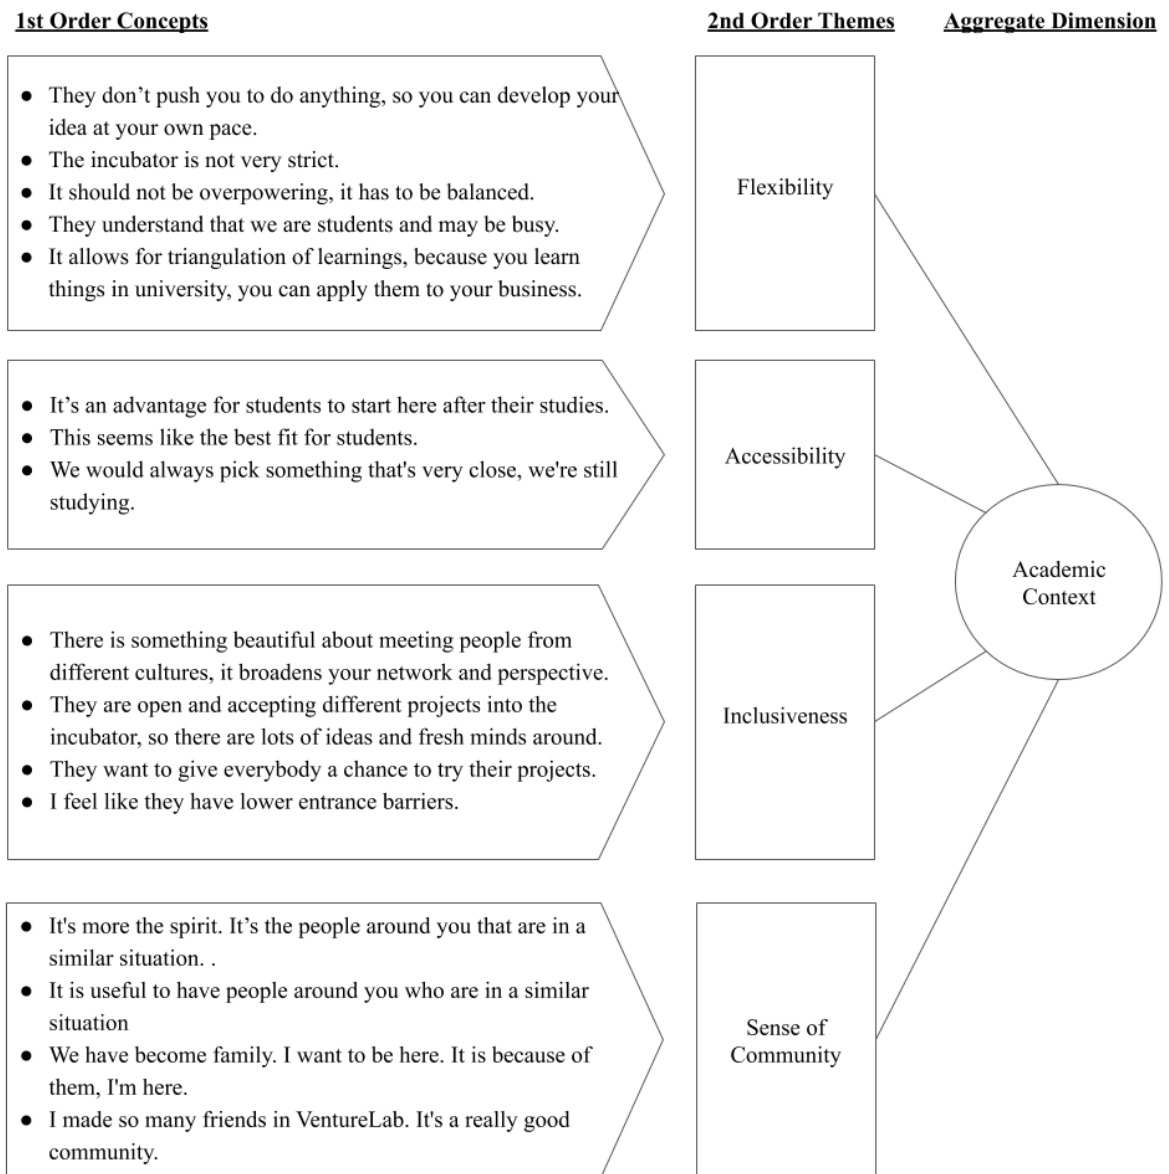 1st Order Concepts
2nd Order Themes
Aggregate Dimension
● They don’t push you to do anything, so you can develop your
idea at your own pace.
● The incubator is not very strict.
● It should not be overpowering, it has to be balanced.
● They understand that we are students and may be busy.
● It allows for triangulation of learnings, because you learn
things in university, you can apply them to your business.
Flexibility
● It’s an advantage for students to start here after their studies.
● This seems like the best fit for students.
● We would always pick something that's very close, we're still
studying.
Accessibility
Academic
Context
● There is something beautiful about meeting people from
different cultures, it broadens your network and perspective.
● They are open and accepting different projects into the
incubator, so there are lots of ideas and fresh minds around.
● They want to give everybody a chance to try their projects.
● I feel like they have lower entrance barriers.
Inclusiveness
● It's more the spirit. It’s the people around you that are in a
similar situation. .
● It is useful to have people around you who are in a similar
situation
● We have become family. I want to be here. It is because of
them, I'm here.
● I made so many friends in VentureLab. It's a really good
community.
Sense of
Community